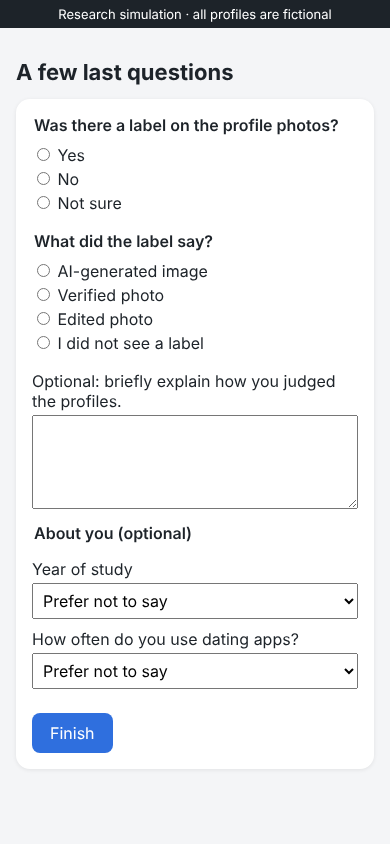 Research simulation · all profiles are fictional
A few last questions
Was there a label on the profile photos?
Yes
No
Not sure
What did the label say?
AI-generated image
Verified photo
Edited photo
I did not see a label
Optional: briefly explain how you judged
the profiles.
About you (optional)
Year of study
Prefer not to say
How often do you use dating apps?
Prefer not to say
Finish